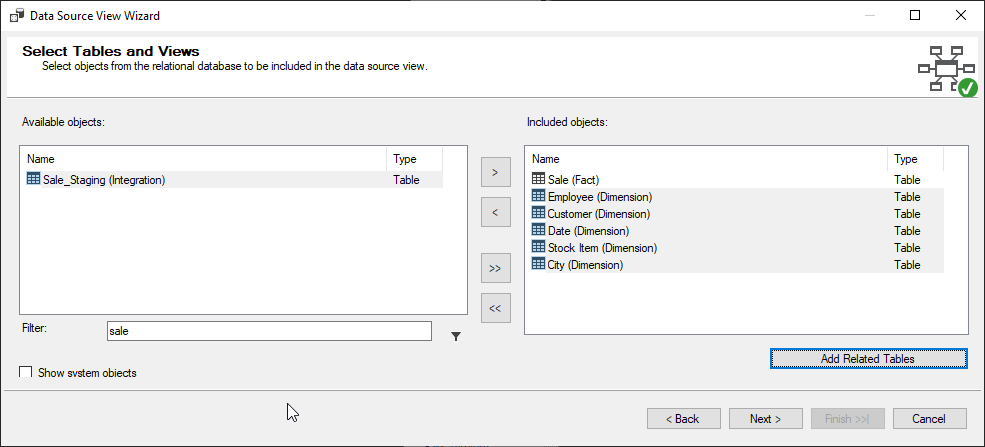 Data Source View Wizard
Select Tables and Views
Select objects from the relational database to be included in the data source view.
Available objects:
Name Type
Sale_Staging (Integration) Table
Filter: sale
Show system objects
>
<
>>
<<
Included objects:
Name Type
Sale (Fact) Table
Employee (Dimension) Table
Customer (Dimension) Table
Date (Dimension) Table
Stock Item (Dimension) Table
City (Dimension) Table
Add Related Tables
< Back Next > Finish >>| Cancel